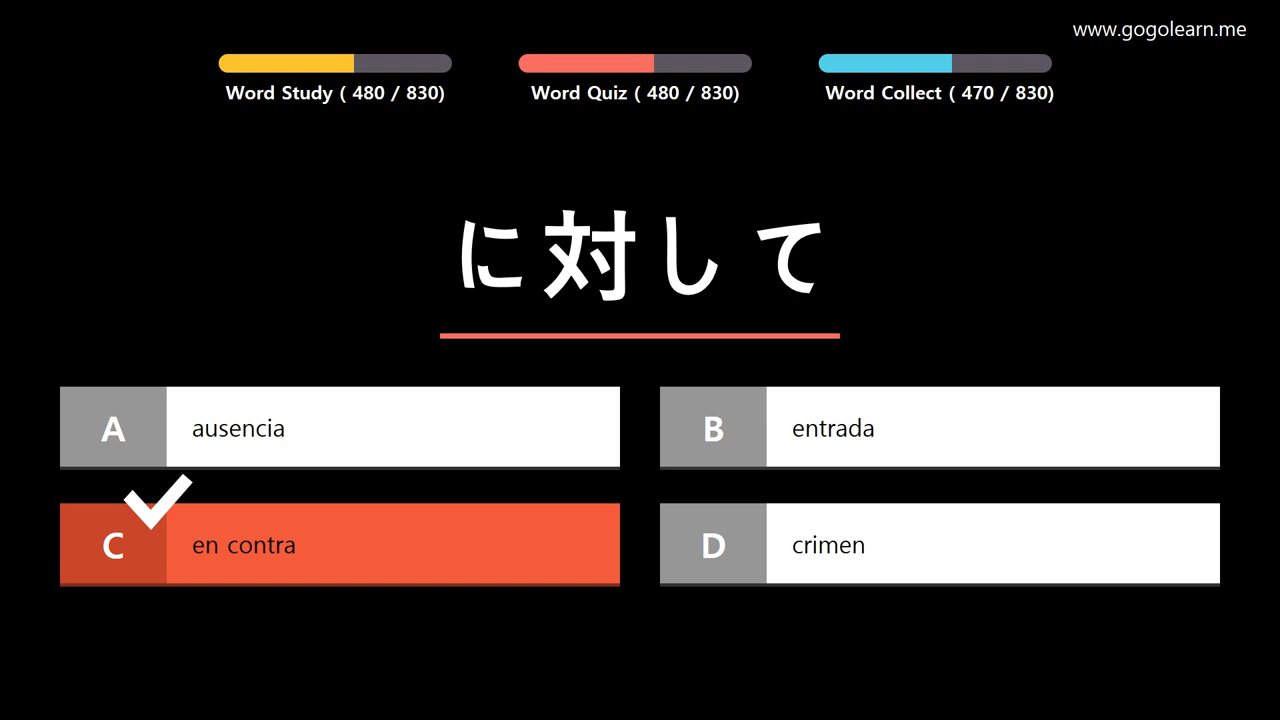 www.gogolearn.me
Word Study ( 480 / 830)
Word Quiz ( 480 / 830)
Word Collect ( 470 / 830)
に対して
A ausencia
B entrada
C en contra
D crimen